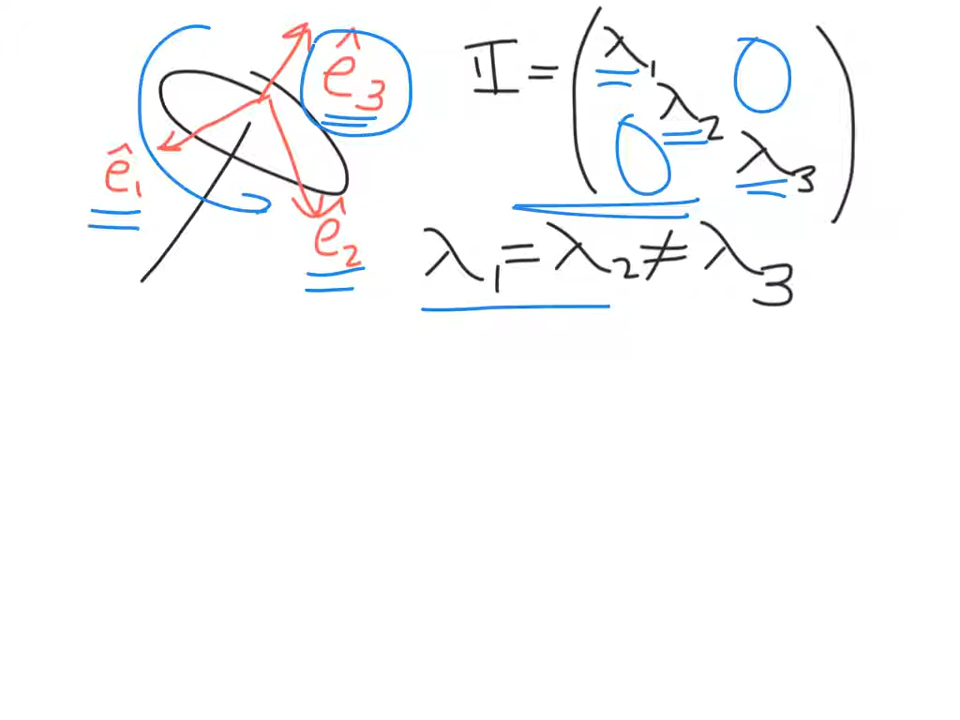 ê₃
ê₁
ê₂
𝕀 = ( λ₁ 0
λ₂
0 λ₃ )
λ₁ = λ₂ ≠ λ₃